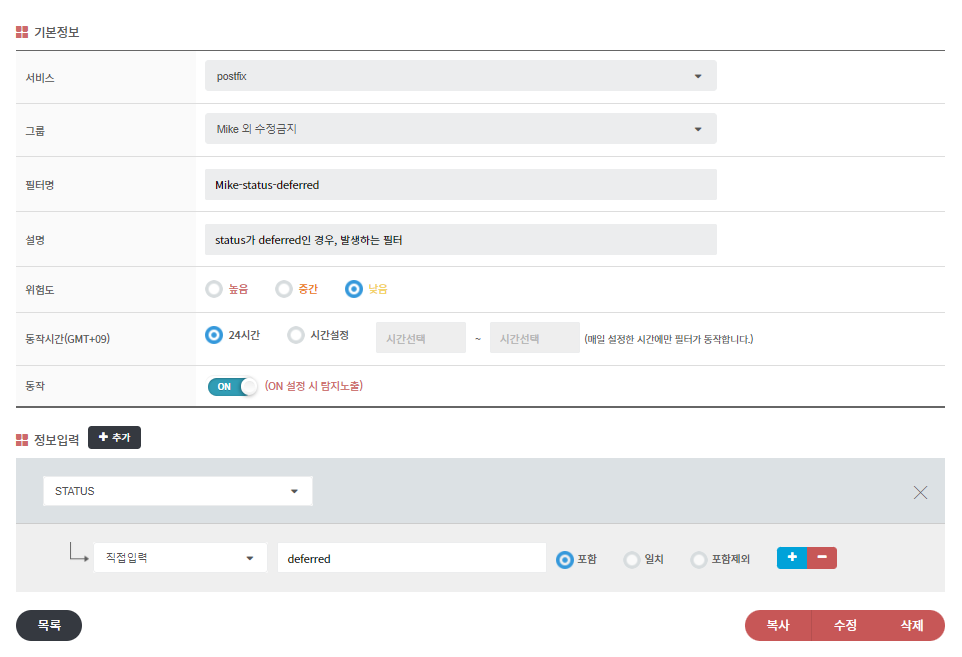 기본정보
서비스 postfix
그룹 Mike 외 수정금지
필터명 Mike-status-deferred
설명 status가 deferred인 경우, 발생하는 필터
위험도 높음 중간 낮음
동작시간(GMT+09) 24시간 시간설정 시간선택 ~ 시간선택 (매일 설정한 시간에만 필터가 동작합니다.)
동작 ON (ON 설정 시 탐지노출)
정보입력 + 추가
STATUS
직접입력 deferred 포함 일치 포함제외 + -
목록 복사 수정 삭제